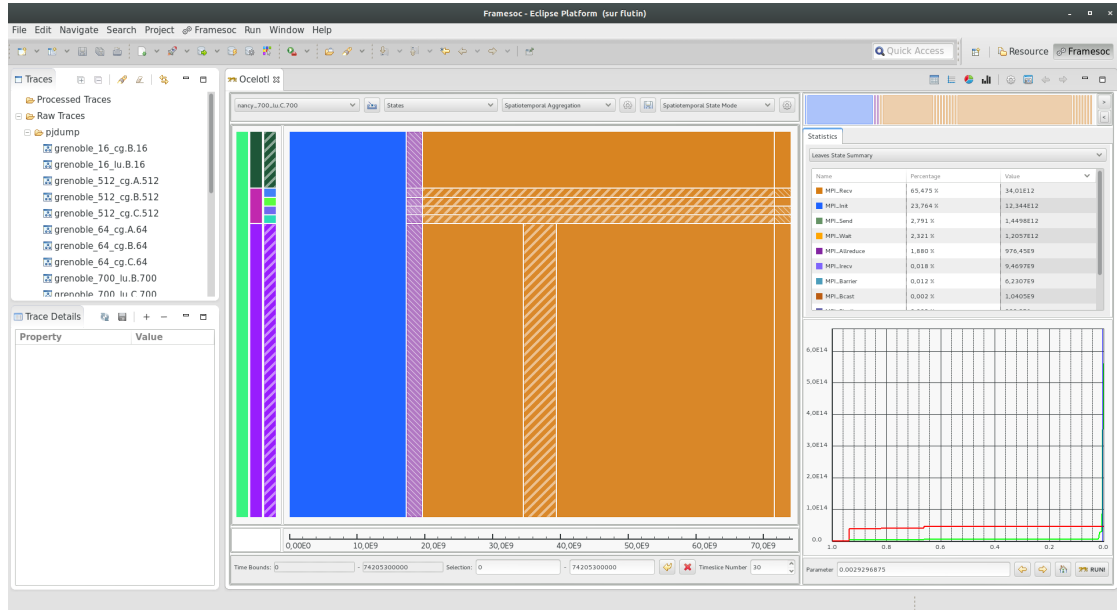 Framesoc - Eclipse Platform (sur flutin)
File Edit Navigate Search Project Framesoc Run Window Help
Quick Access
Resource
Framesoc
Traces
Processed Traces
Raw Traces
pjdump
grenoble_16_cg.B.16
grenoble_16_lu.B.16
grenoble_512_cg.A.512
grenoble_512_cg.B.512
grenoble_512_cg.C.512
grenoble_64_cg.A.64
grenoble_64_cg.B.64
grenoble_64_cg.C.64
grenoble_700_lu.B.700
grenoble_700_lu.C.700
Trace Details
Property Value
Ocelotl
nancy_700_lu.C.700 States Spatiotemporal Aggregation Spatiotemporal State Mode
0,00E0 10,0E9 20,0E9 30,0E9 40,0E9 50,0E9 60,0E9 70,0E9
Time Bounds: 0 - 74205300000 Selection: 0 - 74205300000 Timeslice Number 30
Statistics
Leaves State Summary
Name Percentage Value
MPI_Recv 65,475 % 34,01E12
MPI_Init 23,764 % 12,344E12
MPI_Send 2,791 % 1,4498E12
MPI_Wait 2,321 % 1,2057E12
MPI_Allreduce 1,880 % 976,45E9
MPI_Irecv 0,018 % 9,4697E9
MPI_Barrier 0,012 % 6,2307E9
MPI_Bcast 0,002 % 1,0405E9
6,0E14
5,0E14
4,0E14
3,0E14
2,0E14
1,0E14
0.0
1.0 0.8 0.6 0.4 0.2 0.0
Parameter 0.0029296875 RUN!